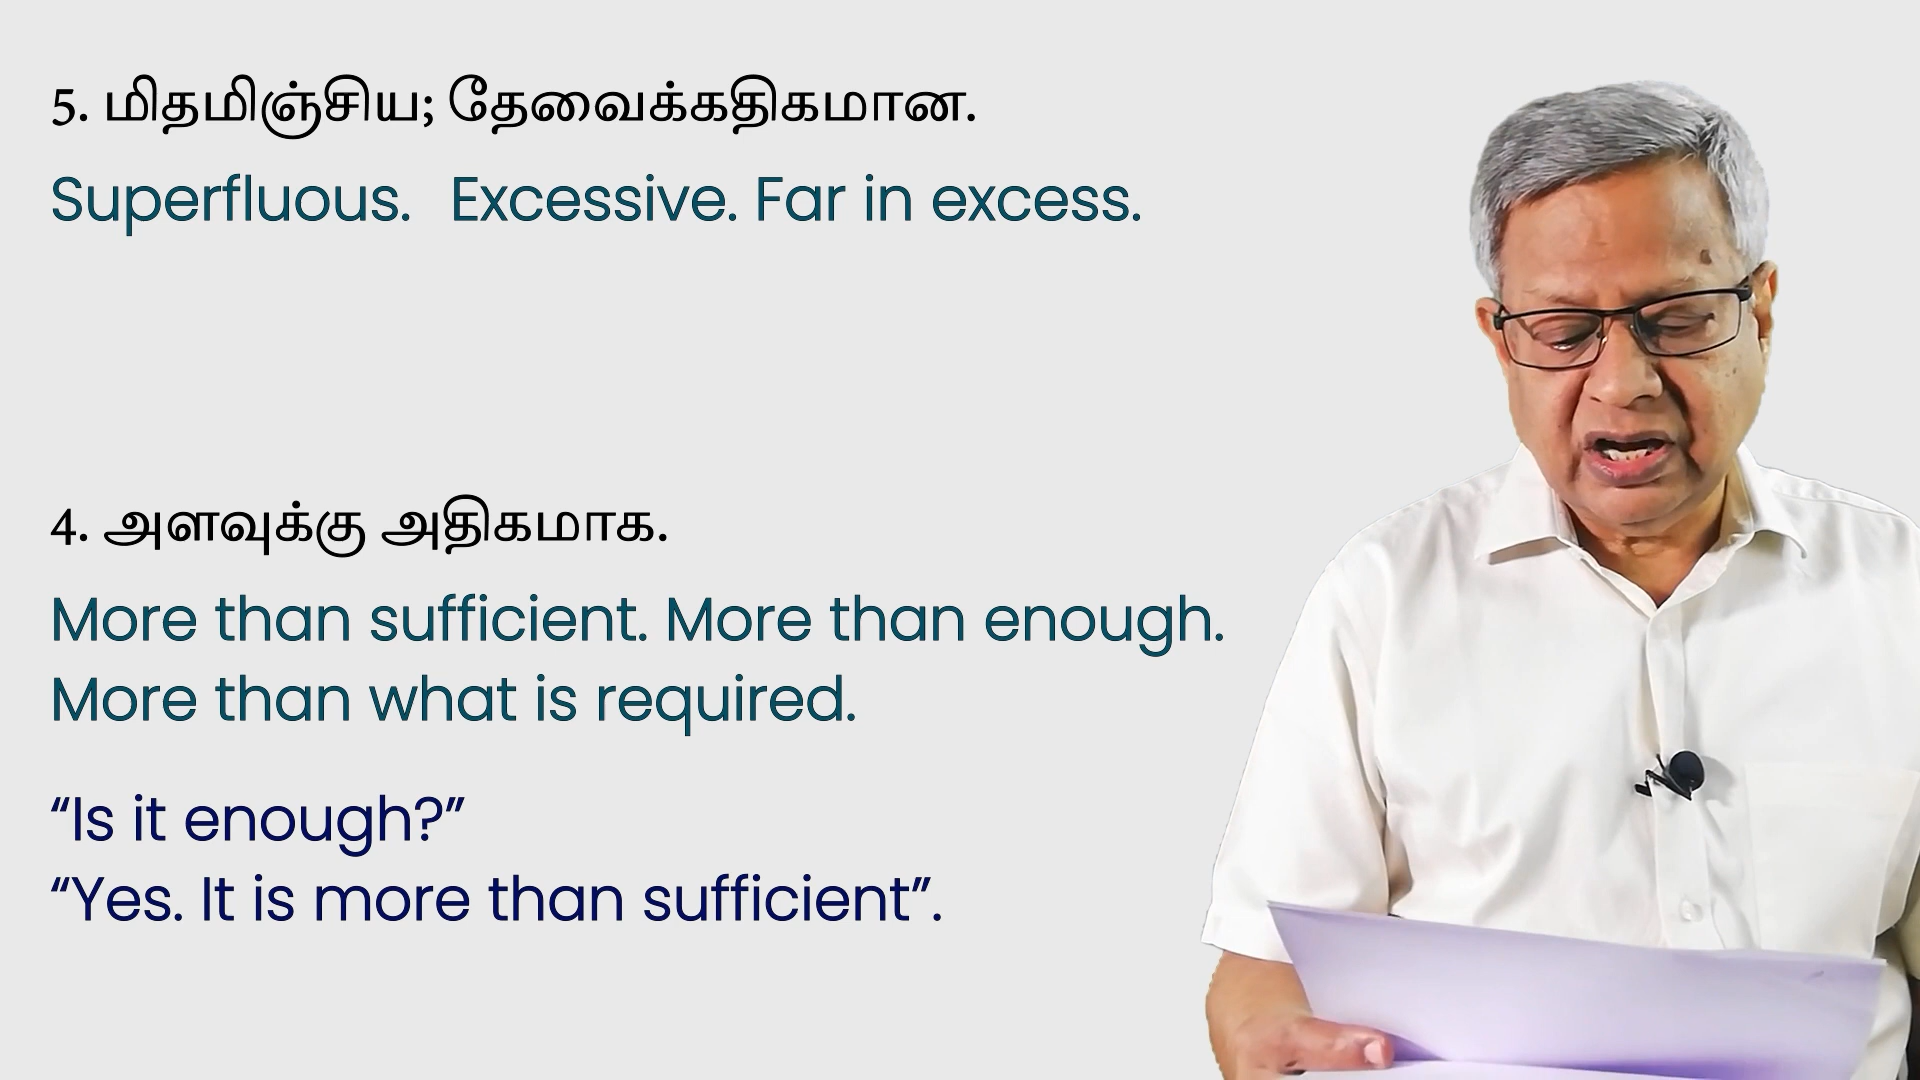 5. மிதமிஞ்சிய; தேவைக்கதிகமான.
Superfluous. Excessive. Far in excess.
4. அளவுக்கு அதிகமாக.
More than sufficient. More than enough.
More than what is required.
“Is it enough?”
“Yes. It is more than sufficient”.